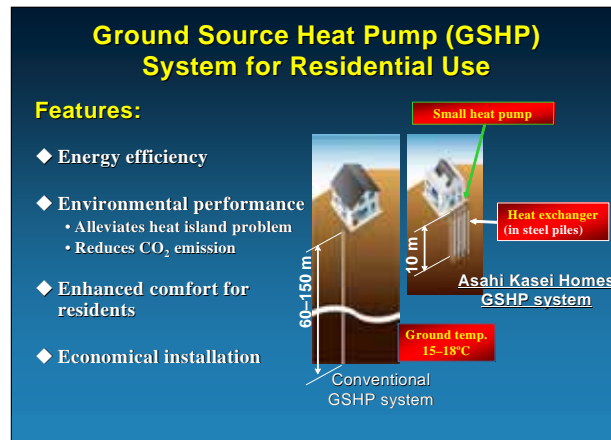 Ground Source Heat Pump (GSHP)
System for Residential Use
Features:
◆ Energy efficiency
◆ Environmental performance
• Alleviates heat island problem
• Reduces CO₂ emission
◆ Enhanced comfort for
residents
◆ Economical installation
60–150 m
Conventional
GSHP system
Small heat pump
10 m
Heat exchanger
(in steel piles)
Asahi Kasei Homes
GSHP system
Ground temp.
15–18ºC